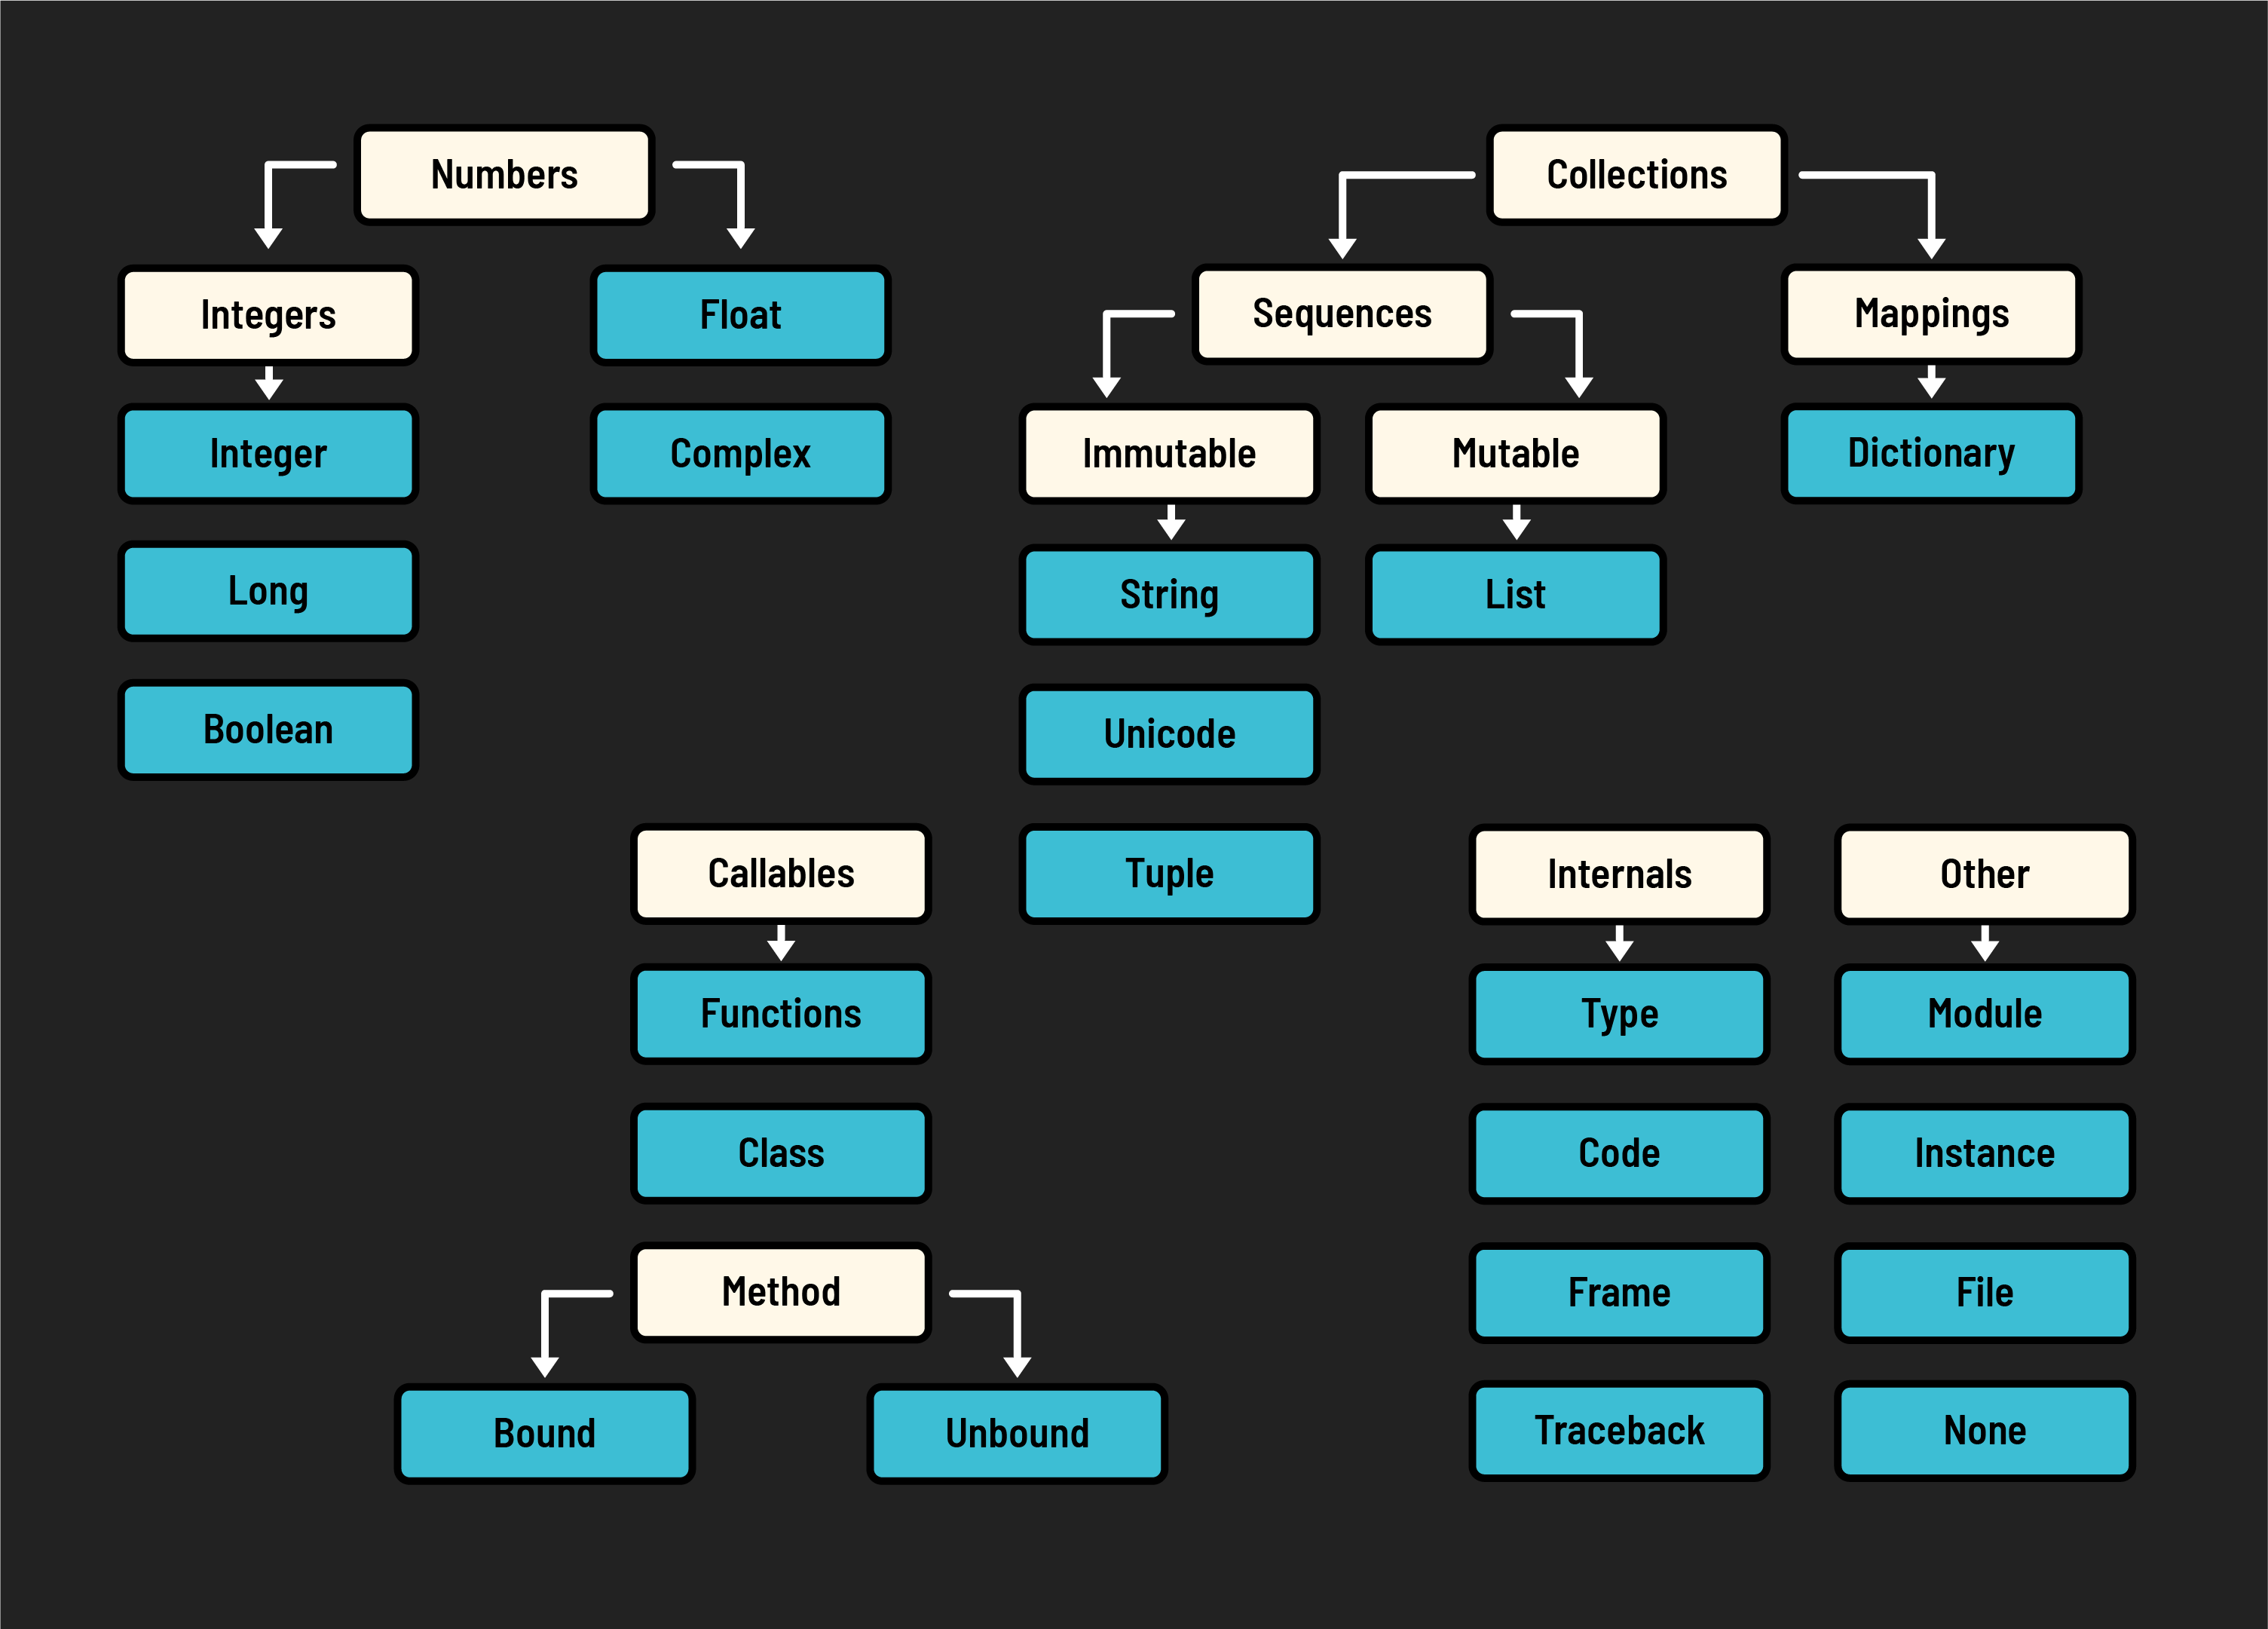 Numbers
Collections
Integers
Float
Sequences
Mappings
Integer
Complex
Immutable
Mutable
Dictionary
Long
String
List
Boolean
Unicode
Callables
Tuple
Internals
Other
Functions
Type
Module
Class
Code
Instance
Method
Frame
File
Bound
Unbound
Traceback
None